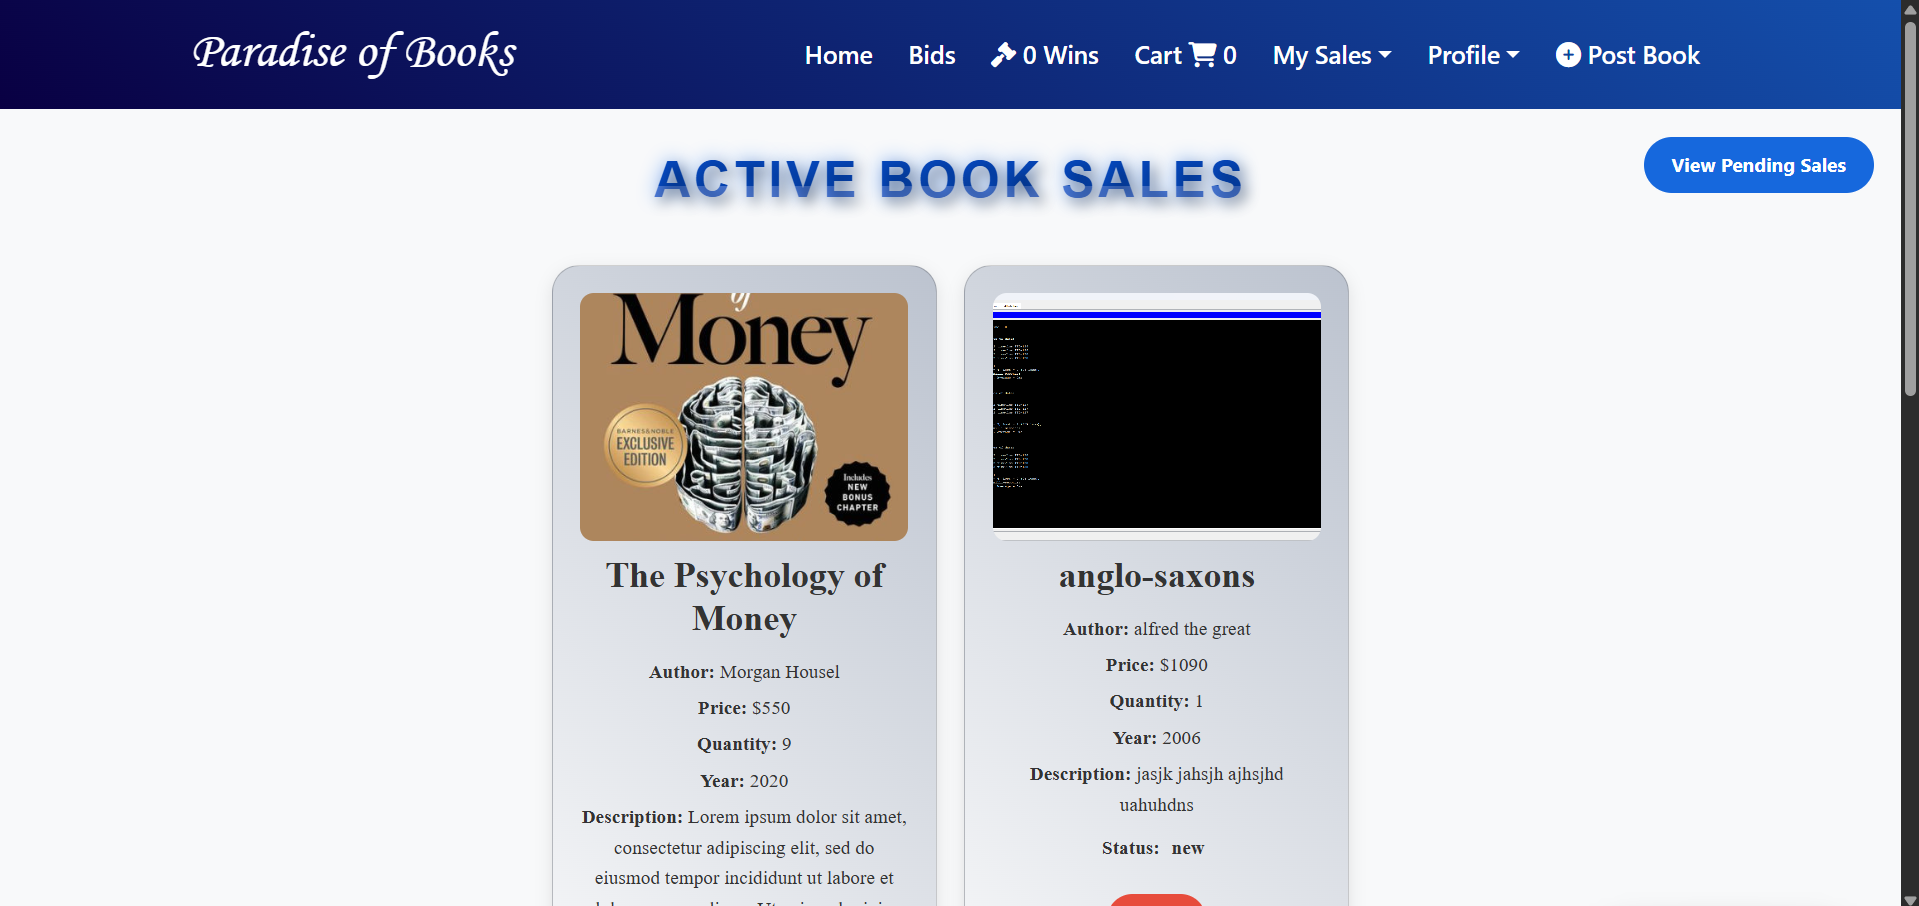 Paradise of Books
Home
Bids
0 Wins
Cart 0
My Sales
Profile
Post Book
ACTIVE BOOK SALES
View Pending Sales
of
Money
BARNES & NOBLE
EXCLUSIVE
EDITION
Includes
NEW
BONUS
CHAPTER
The Psychology of
Money
Author: Morgan Housel
Price: $550
Quantity: 9
Year: 2020
Description: Lorem ipsum dolor sit amet,
consectetur adipiscing elit, sed do
eiusmod tempor incididunt ut labore et
anglo-saxons
Author: alfred the great
Price: $1090
Quantity: 1
Year: 2006
Description: jasjk jahsjh ajhsjhd
uahuhdns
Status: new